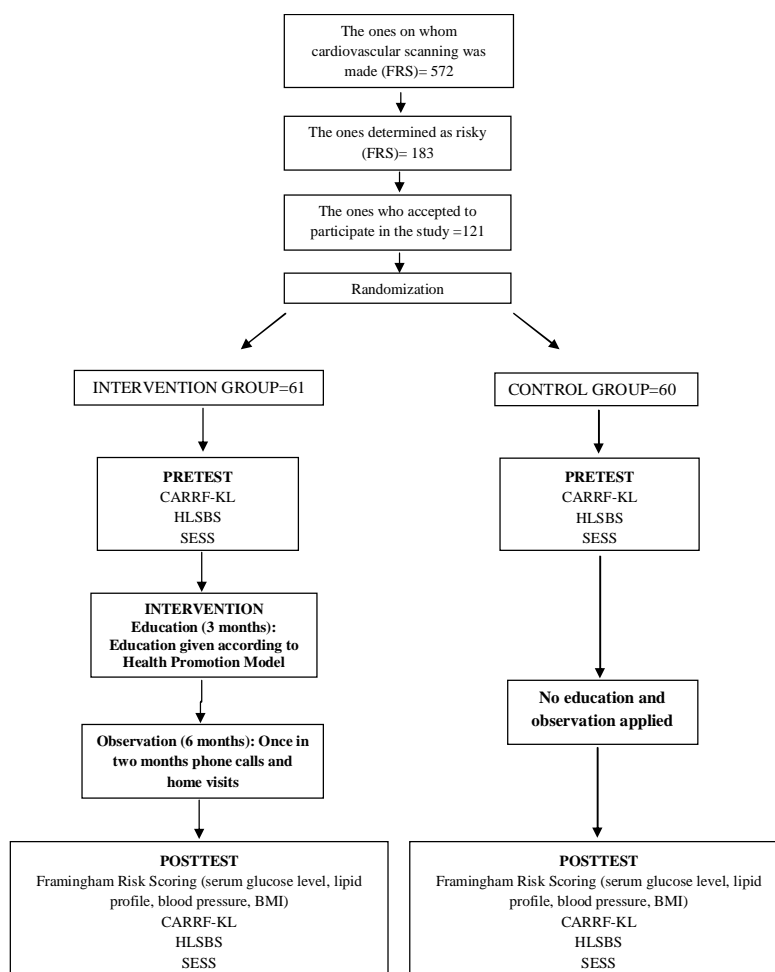 The ones on whom
cardiovascular scanning was
made (FRS)= 572
The ones determined as risky
(FRS)= 183
The ones who accepted to
participate in the study =121
Randomization
INTERVENTION GROUP=61
CONTROL GROUP=60
PRETEST
CARRF-KL
HLSBS
SESS
PRETEST
CARRF-KL
HLSBS
SESS
INTERVENTION
Education (3 months):
Education given according to
Health Promotion Model
No education and
observation applied
Observation (6 months): Once in
two months phone calls and
home visits
POSTTEST
Framingham Risk Scoring (serum glucose level, lipid
profile, blood pressure, BMI)
CARRF-KL
HLSBS
SESS
POSTTEST
Framingham Risk Scoring (serum glucose level, lipid
profile, blood pressure, BMI)
CARRF-KL
HLSBS
SESS